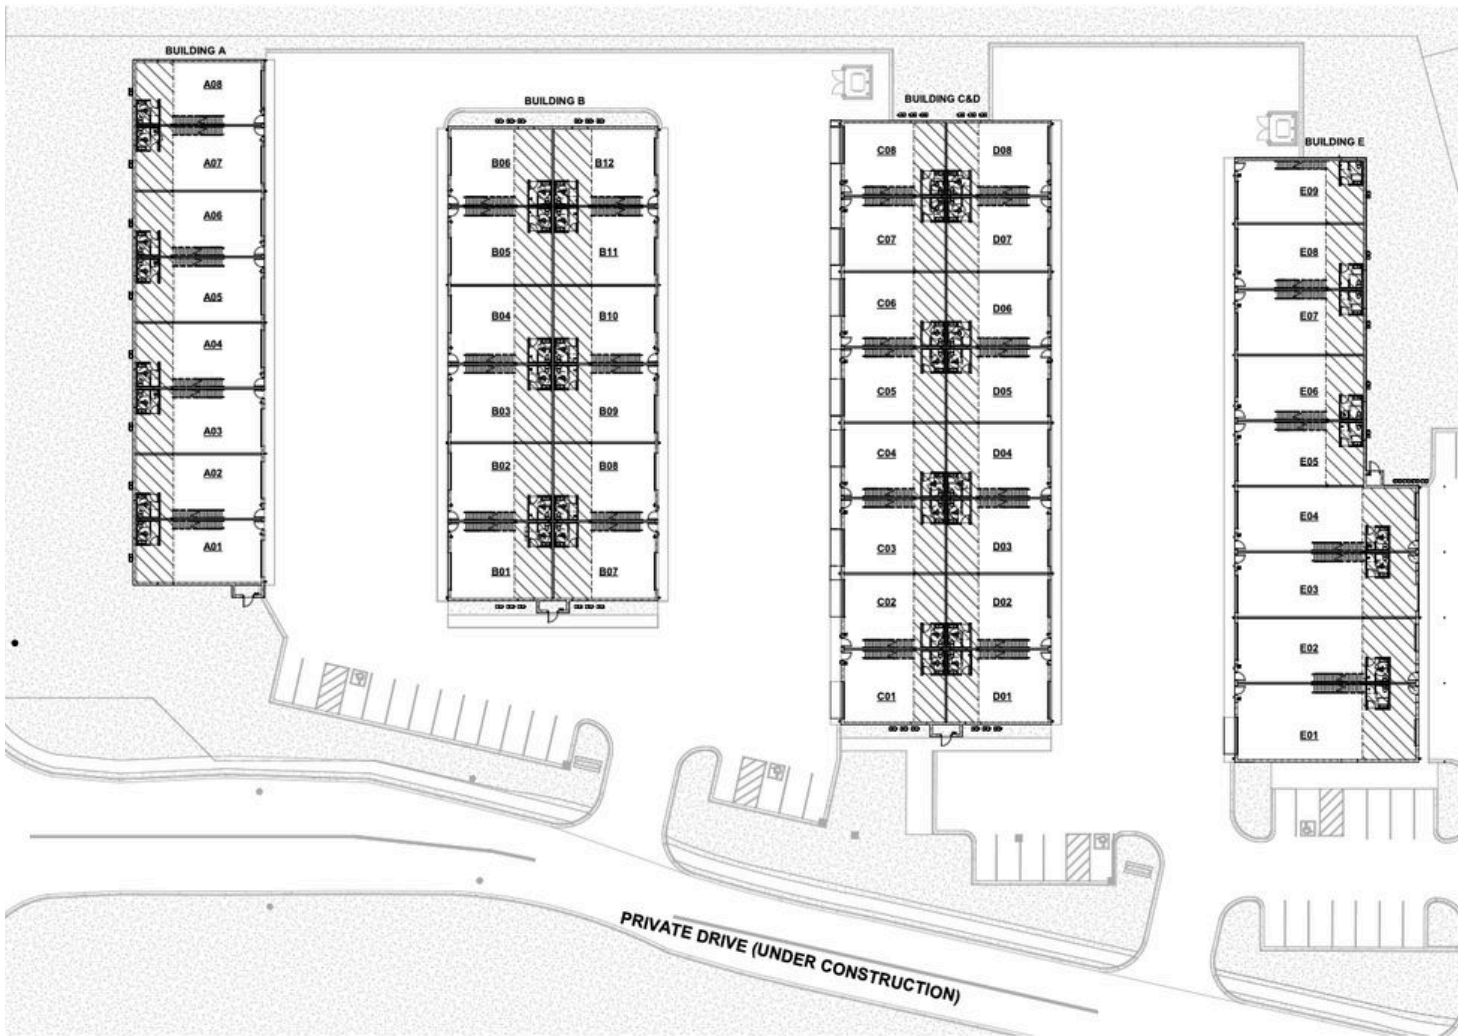 BUILDING A
A08
A07
A06
A05
A04
A03
A02
A01
BUILDING B
B06 B12
B05 B11
B04 B10
B03 B09
B02 B08
B01 B07
BUILDING C&D
C08 D08
C07 D07
C06 D06
C05 D05
C04 D04
C03 D03
C02 D02
C01 D01
BUILDING E
E09
E08
E07
E06
E05
E04
E03
E02
E01
PRIVATE DRIVE (UNDER CONSTRUCTION)